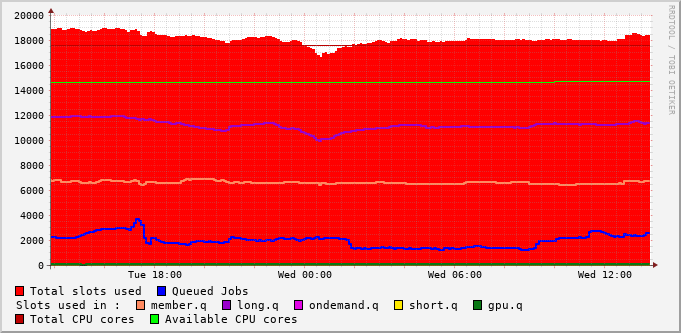 20000
18000
16000
14000
12000
10000
8000
6000
4000
2000
0
Tue 18:00 Wed 00:00 Wed 06:00 Wed 12:00
RRDTOOL / TOBI OETIKER
Total slots used Queued Jobs
Slots used in : member.q long.q ondemand.q short.q gpu.q
Total CPU cores Available CPU cores